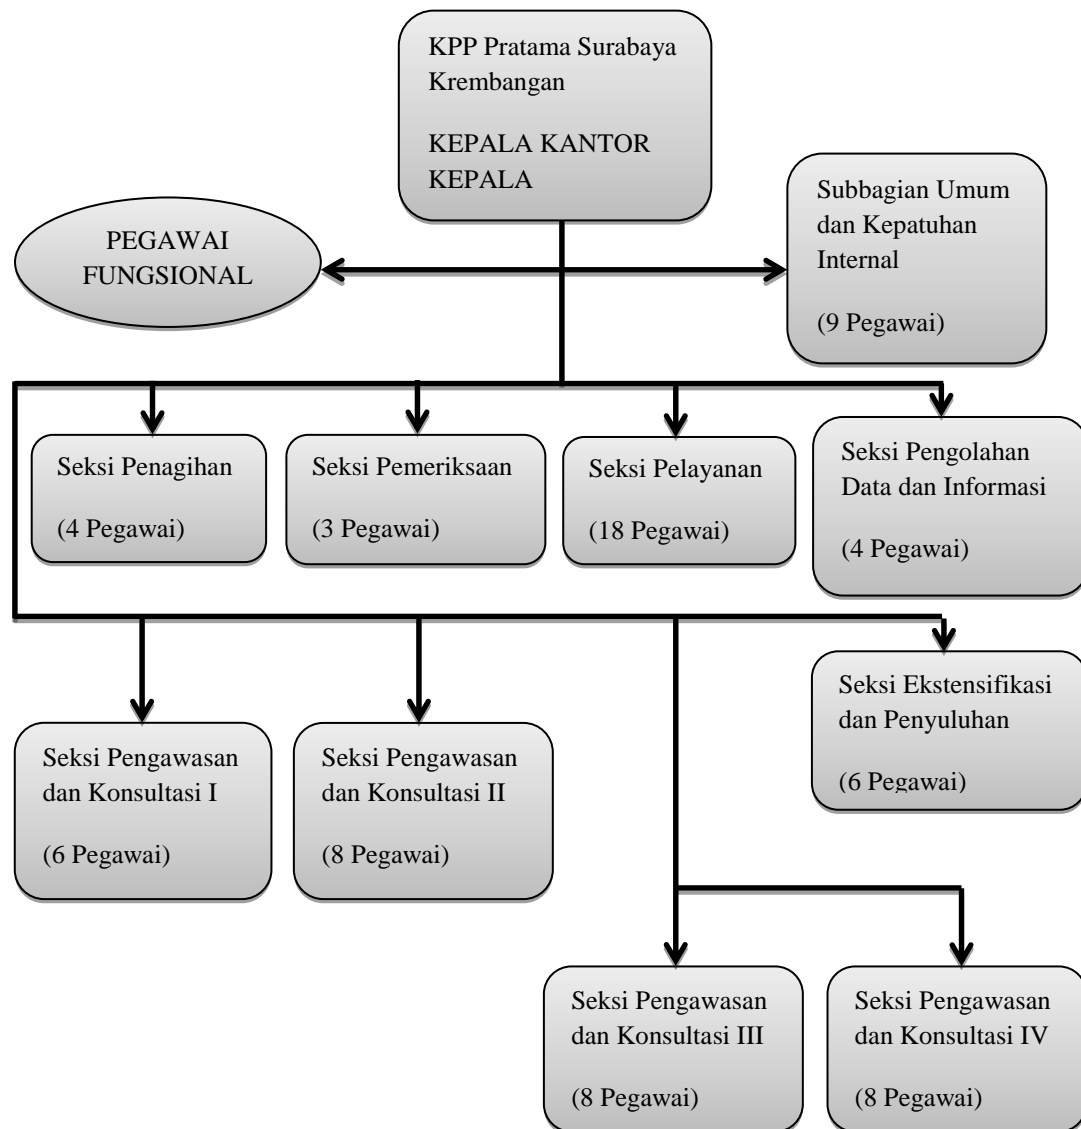 KPP Pratama Surabaya
Krembangan
KEPALA KANTOR
KEPALA
Subbagian Umum
dan Kepatuhan
Internal
(9 Pegawai)
PEGAWAI
FUNGSIONAL
Seksi Penagihan
(4 Pegawai)
Seksi Pemeriksaan
(3 Pegawai)
Seksi Pelayanan
(18 Pegawai)
Seksi Pengolahan
Data dan Informasi
(4 Pegawai)
Seksi Pengawasan
dan Konsultasi I
(6 Pegawai)
Seksi Pengawasan
dan Konsultasi II
(8 Pegawai)
Seksi Ekstensifikasi
dan Penyuluhan
(6 Pegawai)
Seksi Pengawasan
dan Konsultasi III
(8 Pegawai)
Seksi Pengawasan
dan Konsultasi IV
(8 Pegawai)